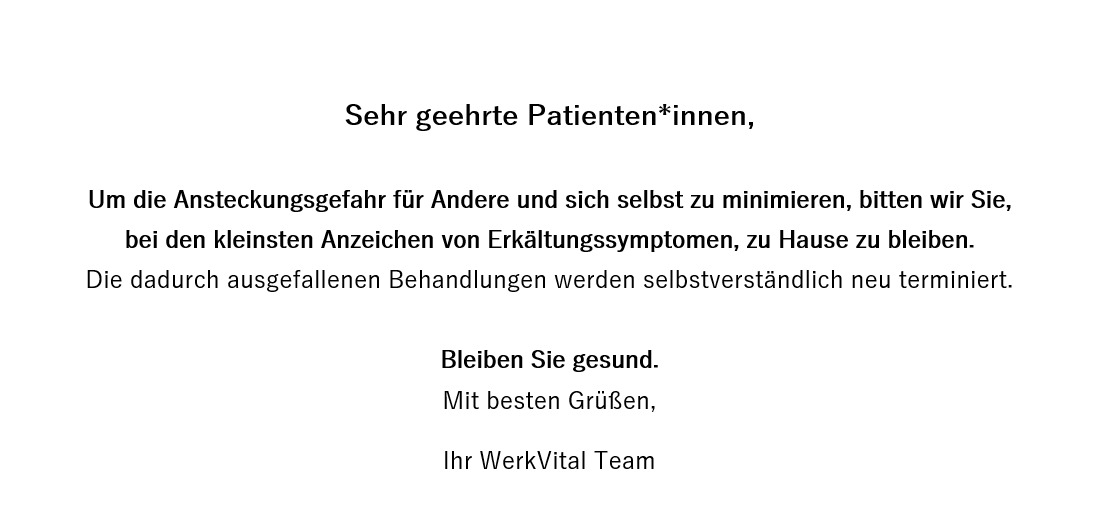 Sehr geehrte Patienten*innen,
Um die Ansteckungsgefahr für Andere und sich selbst zu minimieren, bitten wir Sie,
bei den kleinsten Anzeichen von Erkältungssymptomen, zu Hause zu bleiben.
Die dadurch ausgefallenen Behandlungen werden selbstverständlich neu terminiert.
Bleiben Sie gesund.
Mit besten Grüßen,
Ihr WerkVital Team